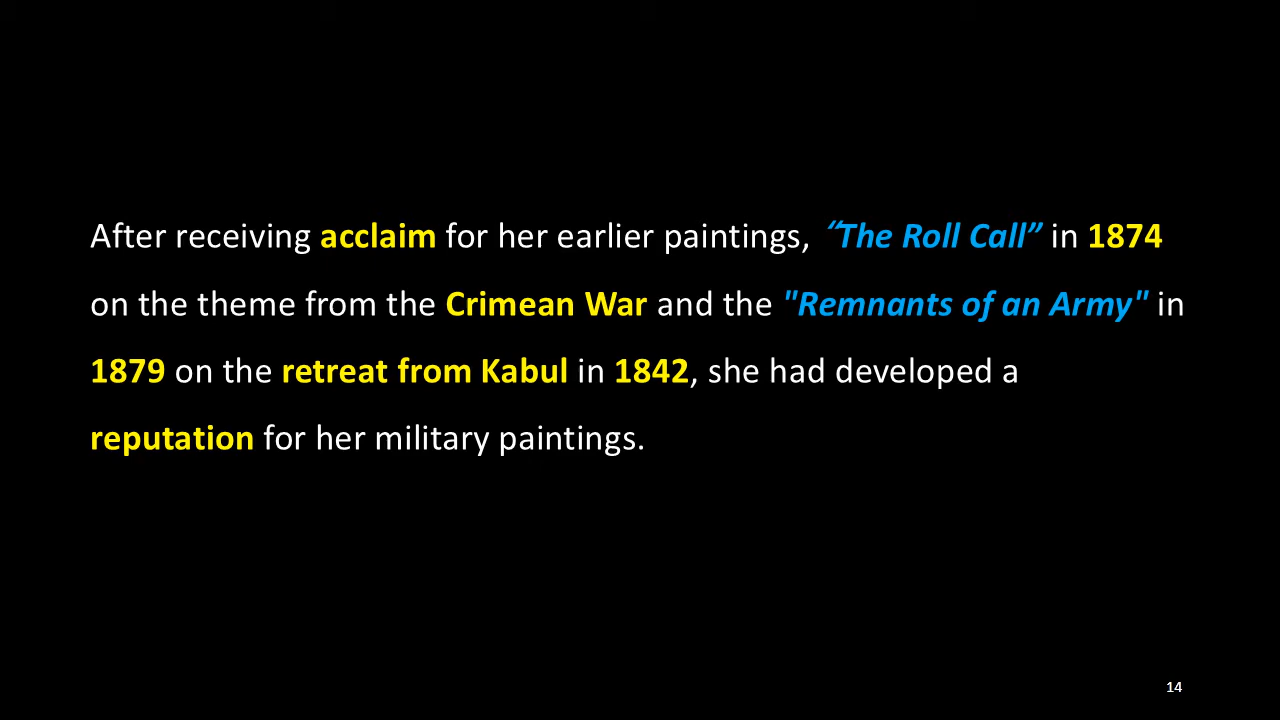 After receiving acclaim for her earlier paintings, “The Roll Call” in 1874
on the theme from the Crimean War and the "Remnants of an Army" in
1879 on the retreat from Kabul in 1842, she had developed a
reputation for her military paintings.
14